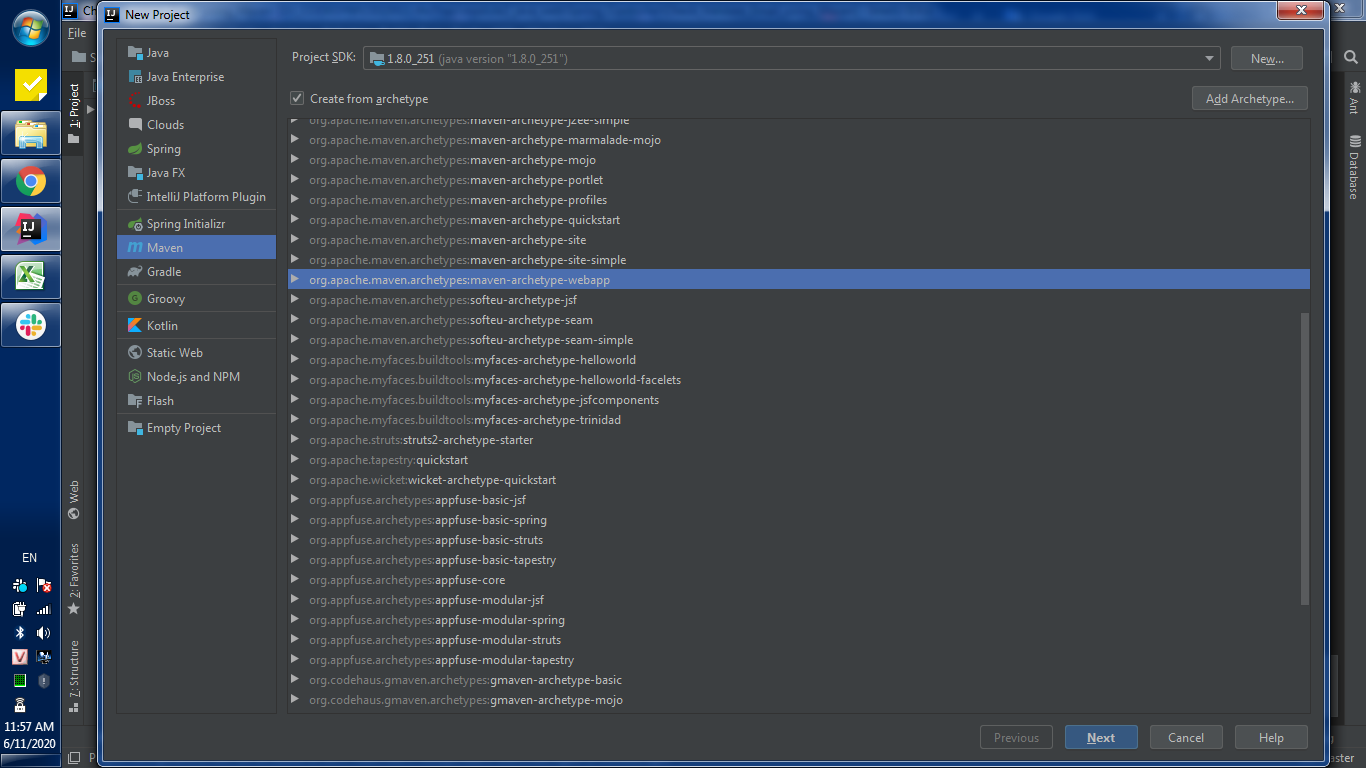 New Project
Ch
File
S
1: Project
Web
2: Favorites
7: Structure
P
EN
11:57 AM
6/11/2020
Java
Java Enterprise
JBoss
Clouds
Spring
Java FX
IntelliJ Platform Plugin
Spring Initializr
Maven
Gradle
Groovy
Kotlin
Static Web
Node.js and NPM
Flash
Empty Project
Project SDK: 1.8.0_251 (java version "1.8.0_251") New...
Create from archetype Add Archetype...
org.apache.maven.archetypes:maven-archetype-j2ee-simple
org.apache.maven.archetypes:maven-archetype-marmalade-mojo
org.apache.maven.archetypes:maven-archetype-mojo
org.apache.maven.archetypes:maven-archetype-portlet
org.apache.maven.archetypes:maven-archetype-profiles
org.apache.maven.archetypes:maven-archetype-quickstart
org.apache.maven.archetypes:maven-archetype-site
org.apache.maven.archetypes:maven-archetype-site-simple
org.apache.maven.archetypes:maven-archetype-webapp
org.apache.maven.archetypes:softeu-archetype-jsf
org.apache.maven.archetypes:softeu-archetype-seam
org.apache.maven.archetypes:softeu-archetype-seam-simple
org.apache.myfaces.buildtools:myfaces-archetype-helloworld
org.apache.myfaces.buildtools:myfaces-archetype-helloworld-facelets
org.apache.myfaces.buildtools:myfaces-archetype-jsfcomponents
org.apache.myfaces.buildtools:myfaces-archetype-trinidad
org.apache.struts:struts2-archetype-starter
org.apache.tapestry:quickstart
org.apache.wicket:wicket-archetype-quickstart
org.appfuse.archetypes:appfuse-basic-jsf
org.appfuse.archetypes:appfuse-basic-spring
org.appfuse.archetypes:appfuse-basic-struts
org.appfuse.archetypes:appfuse-basic-tapestry
org.appfuse.archetypes:appfuse-core
org.appfuse.archetypes:appfuse-modular-jsf
org.appfuse.archetypes:appfuse-modular-spring
org.appfuse.archetypes:appfuse-modular-struts
org.appfuse.archetypes:appfuse-modular-tapestry
org.codehaus.gmaven.archetypes:gmaven-archetype-basic
org.codehaus.gmaven.archetypes:gmaven-archetype-mojo
Previous Next Cancel Help
Ant
Database
aster